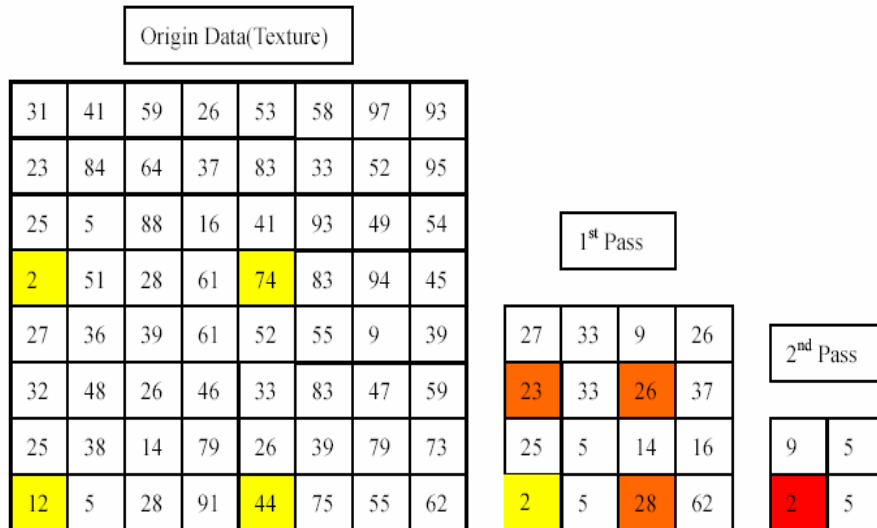 Origin Data(Texture)
31 41 59 26 53 58 97 93
23 84 64 37 83 33 52 95
25 5 88 16 41 93 49 54
2 51 28 61 74 83 94 45
27 36 39 61 52 55 9 39
32 48 26 46 33 83 47 59
25 38 14 79 26 39 79 73
12 5 28 91 44 75 55 62
1st Pass
27 33 9 26
23 33 26 37
25 5 14 16
2 5 28 62
2nd Pass
9 5
2 5